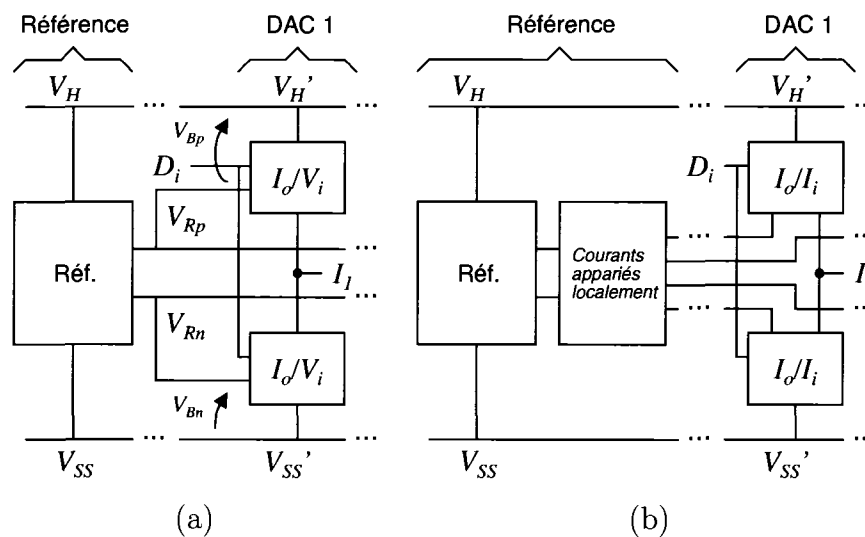 Référence
DAC 1
V_H
...
V_H'
...
V_Bp
D_i
I_o/V_i
V_Rp
...
Réf.
I_1
...
V_Rn
I_o/V_i
V_Bn
...
...
V_SS
V_SS'
(a)
Référence
DAC 1
V_H
...
V_H'
...
D_i
I_o/I_i
...
...
Réf.
Courants
appariés
localement
I
...
...
I_o/I_i
...
...
V_SS
V_SS'
(b)